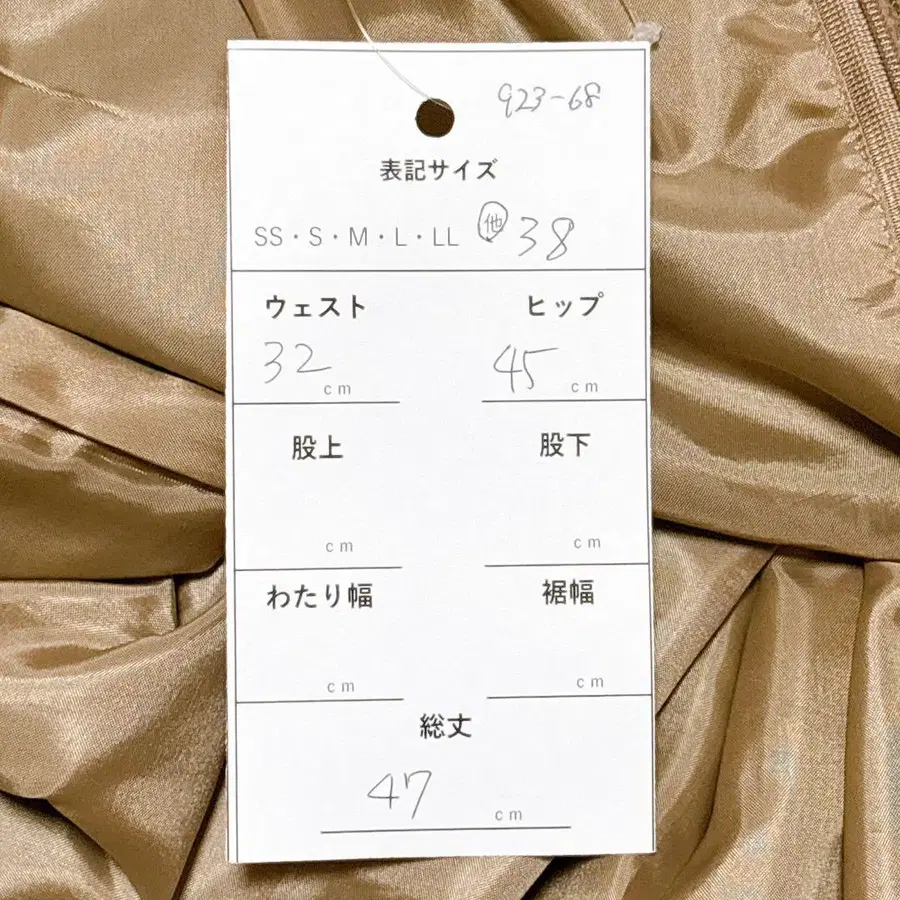 923-68
表記サイズ
SS・S・M・L・LL 他 38
ウェスト ヒップ
32 cm 45 cm
股上 股下
cm cm
わたり幅 裾幅
cm cm
総丈
47 cm